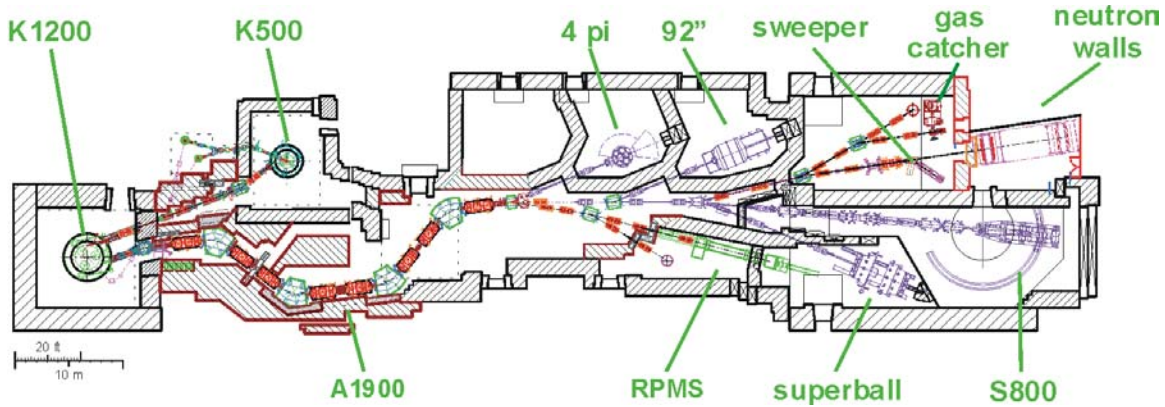 K1200
K500
4 pi
92”
sweeper
gas
catcher
neutron
walls
20 ft
10 m
A1900
RPMS
superball
S800